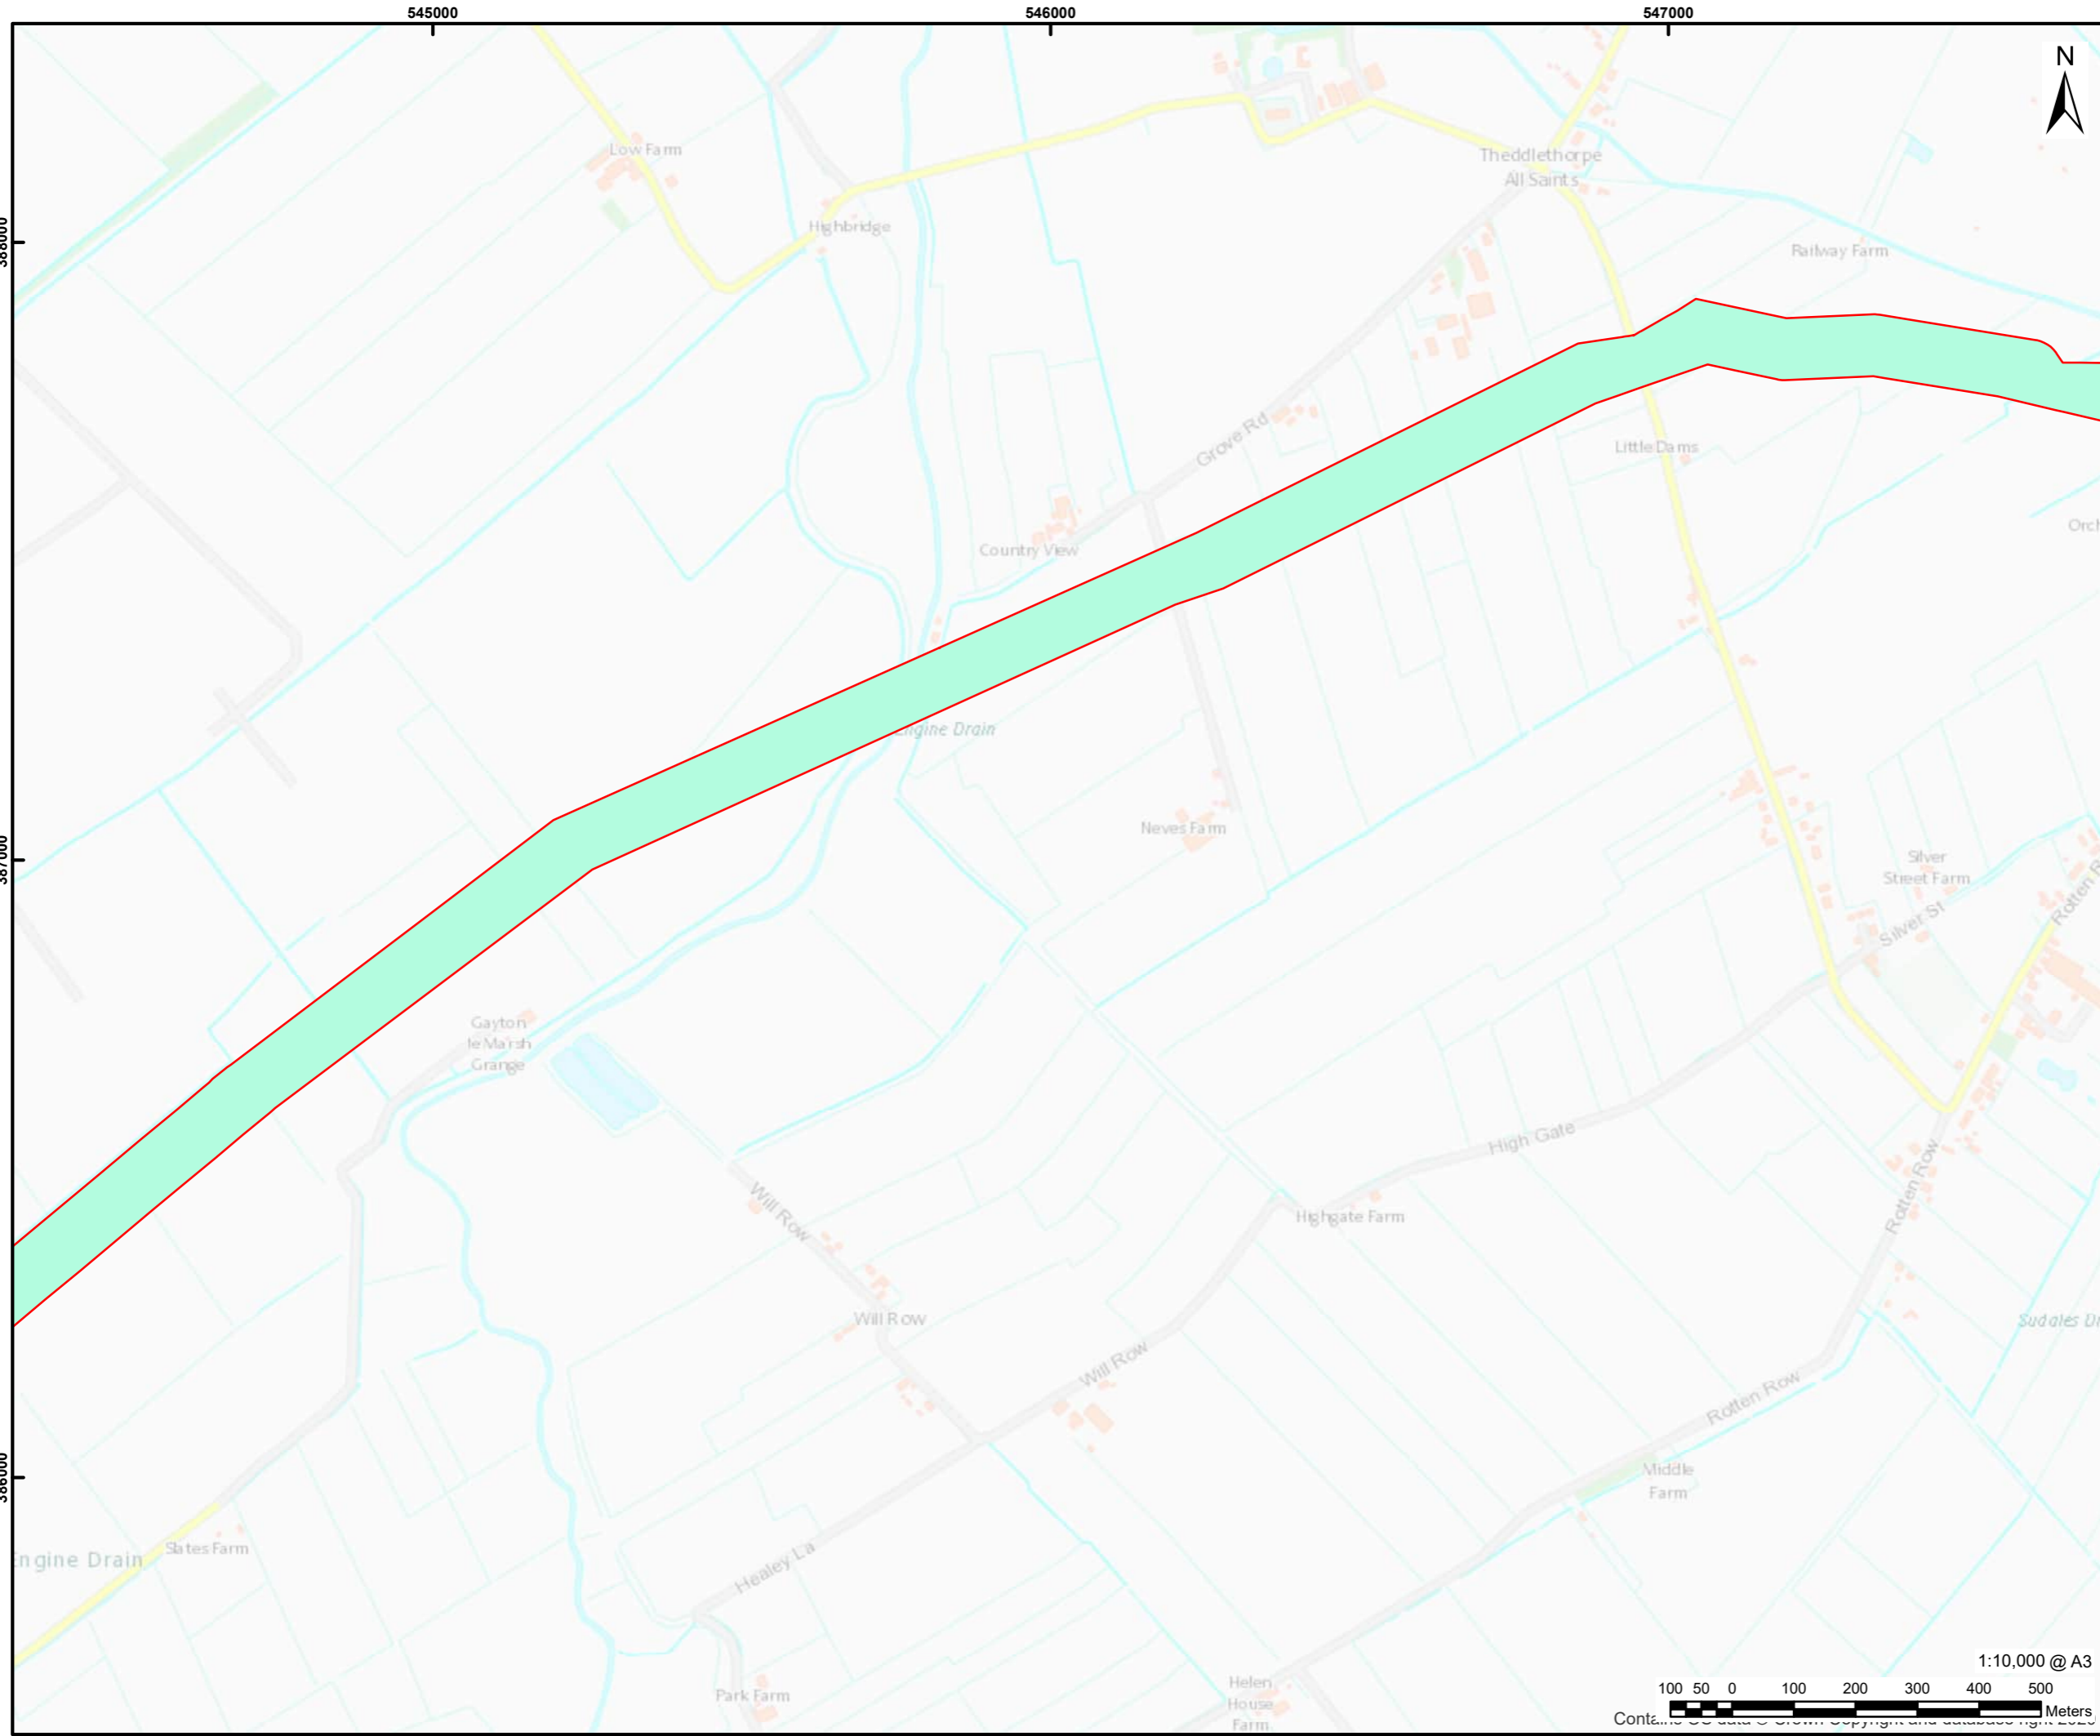 545000
546000
547000
N
Low Farm
Theddlethorpe
All Saints
Highbridge
388000
Railway Farm
Grove Rd
Little Dams
Country View
Engine Drain
Neves Farm
387000
Silver
Street Farm
Silver St
Gayton
le Marsh
Grange
High Gate
Rotten Row
Will Row
Highgate Farm
Will Row
Will Row
Rotten Row
386000
Middle
Farm
Slates Farm
Engine Drain
Healey La
Park Farm
Helen
House
Farm
1:10,000 @ A3
100 50 0 100 200 300 400 500
Meters